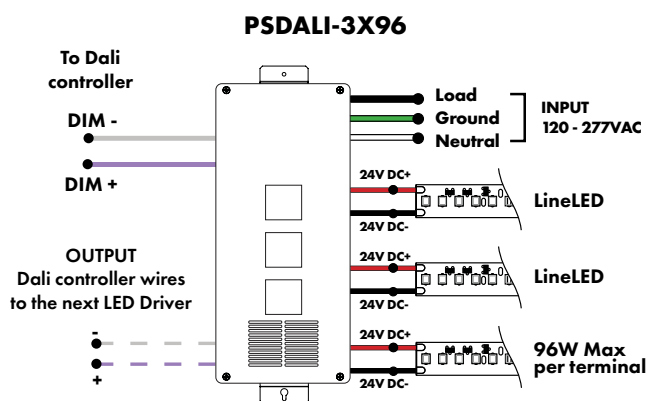 PSDALI-3X96
To Dali
controller
DIM -
DIM +
OUTPUT
Dali controller wires
to the next LED Driver
-
+
Load
Ground
Neutral
INPUT
120 - 277VAC
24V DC+
24V DC-
LineLED
24V DC+
24V DC-
LineLED
24V DC+
24V DC-
96W Max
per terminal